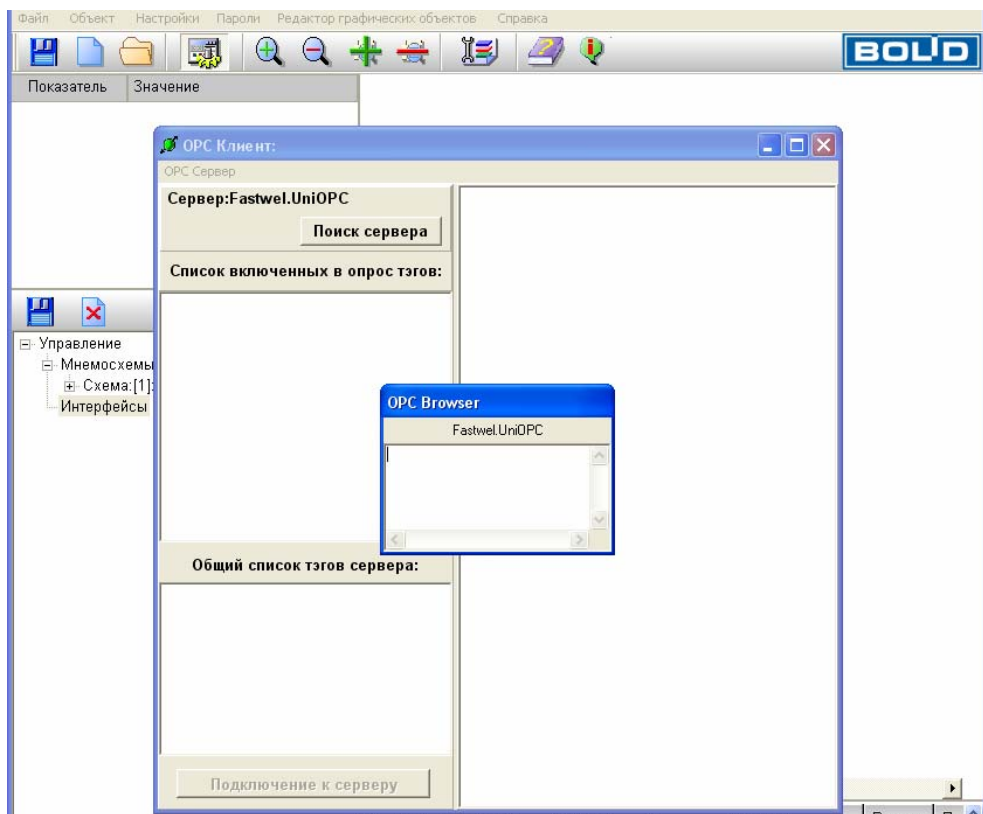 Файл Объект Настройки Пароли Редактор графических объектов Справка
BOLID
Показатель Значение
OPC Клиент:
OPC Сервер
Сервер:Fastwel.UniOPC
Поиск сервера
Список включенных в опрос тэгов:
Управление
Мнемосхемы
Схема:[1]:
Интерфейсы
OPC Browser
Fastwel.UniOPC
Общий список тэгов сервера:
Подключение к серверу